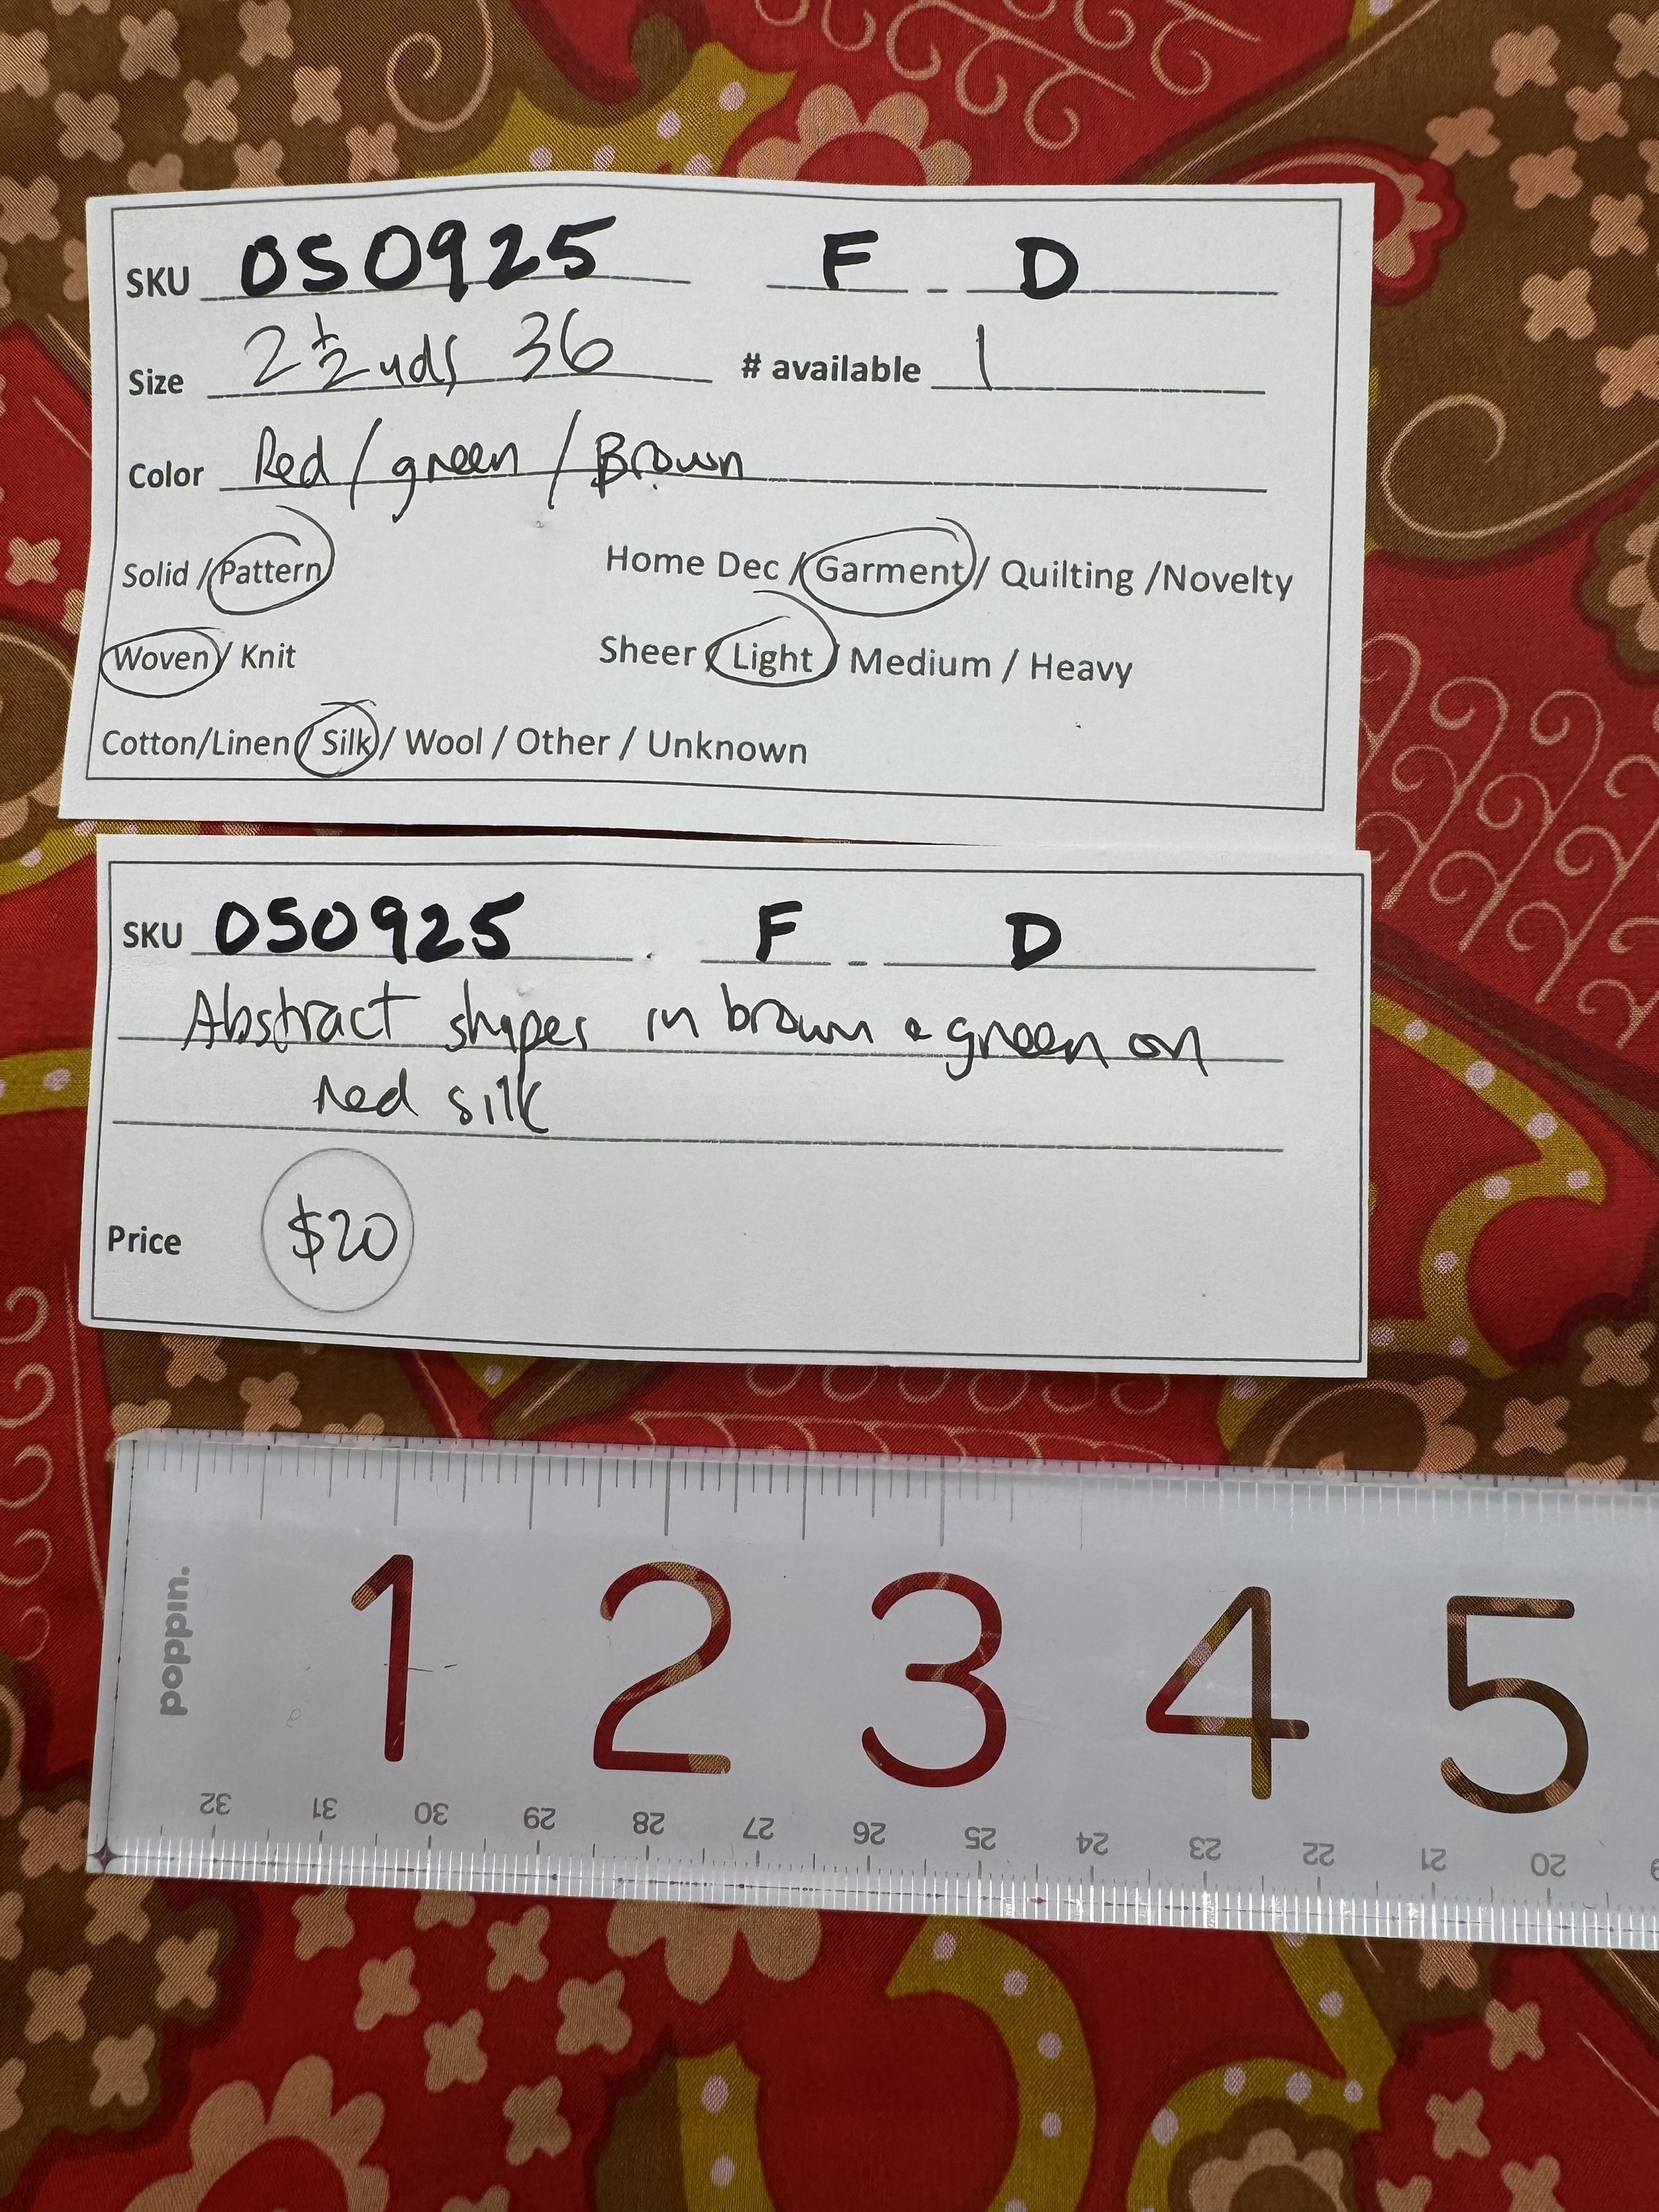 SKU 050925 F - D
Size 2 1/2 yds 36 # available 1
Color Red / green / Brown
Solid / Pattern Home Dec / Garment / Quilting /Novelty
Woven / Knit Sheer / Light / Medium / Heavy
Cotton/Linen / Silk / Wool / Other / Unknown
SKU 050925 . F - D
Abstract shapes in brown & green on
red silk
Price $20
poppin.
1 2 3 4 5
32 31 30 29 28 27 26 25 24 23 22 21 20